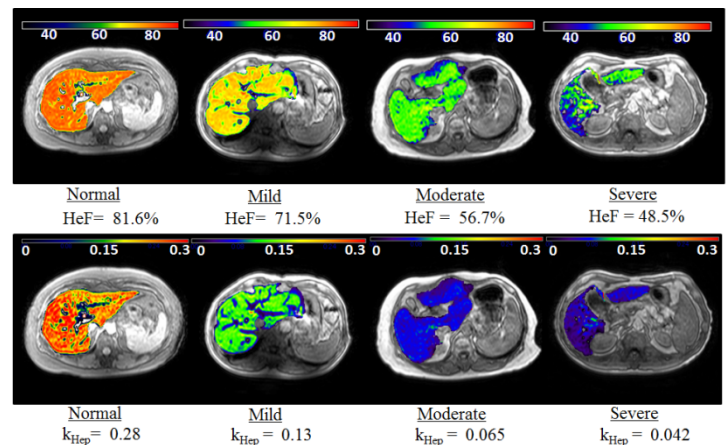 40 60 80 40 60 80 40 60 80 40 60 80
Normal Mild Moderate Severe
HeF= 81.6% HeF= 71.5% HeF= 56.7% HeF = 48.5%
0 0.15 0.3 0 0.15 0.3 0 0.15 0.3 0 0.15 0.3
Normal Mild Moderate Severe
kHep = 0.28 kHep = 0.13 kHep = 0.065 kHep = 0.042